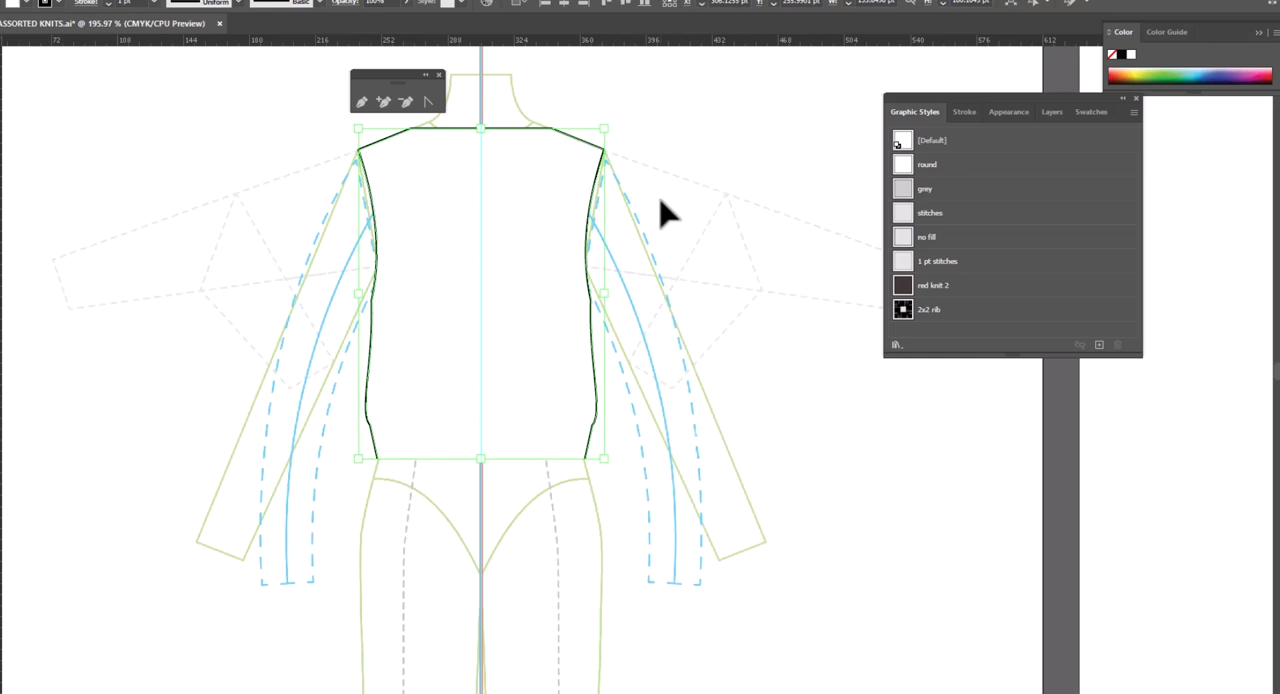 Stroke: 1 pt Uniform Basic Opacity: 100% Style:
ASSORTED KNITS.ai* @ 195.97 % (CMYK/CPU Preview) ×
72 108 144 180 216 252 288 324 360 396 432 468 504 540 576 612
Color Color Guide
Graphic Styles Stroke Appearance Layers Swatches
[Default]
round
grey
stitches
no fill
1 pt stitches
red knit 2
2x2 rib